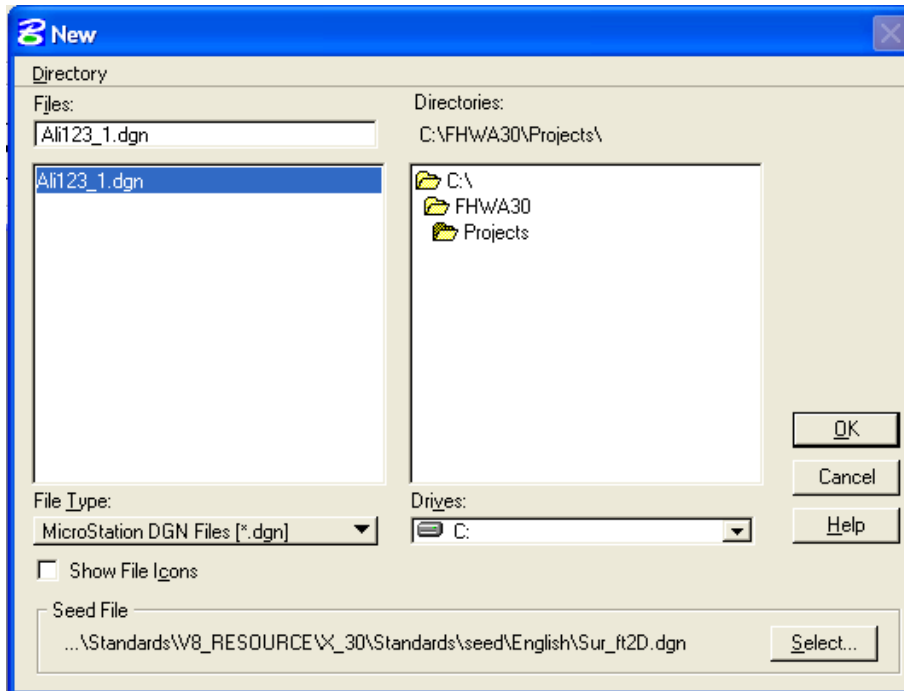 New
Directory
Files:
Ali123_1.dgn
Ali123_1.dgn
Directories:
C:\FHWA30\Projects\
C:\
FHWA30
Projects
OK
Cancel
Help
File Type:
MicroStation DGN Files [*.dgn]
Drives:
C:
Show File Icons
Seed File
...\Standards\V8_RESOURCE\X_30\Standards\seed\English\Sur_ft2D.dgn
Select...